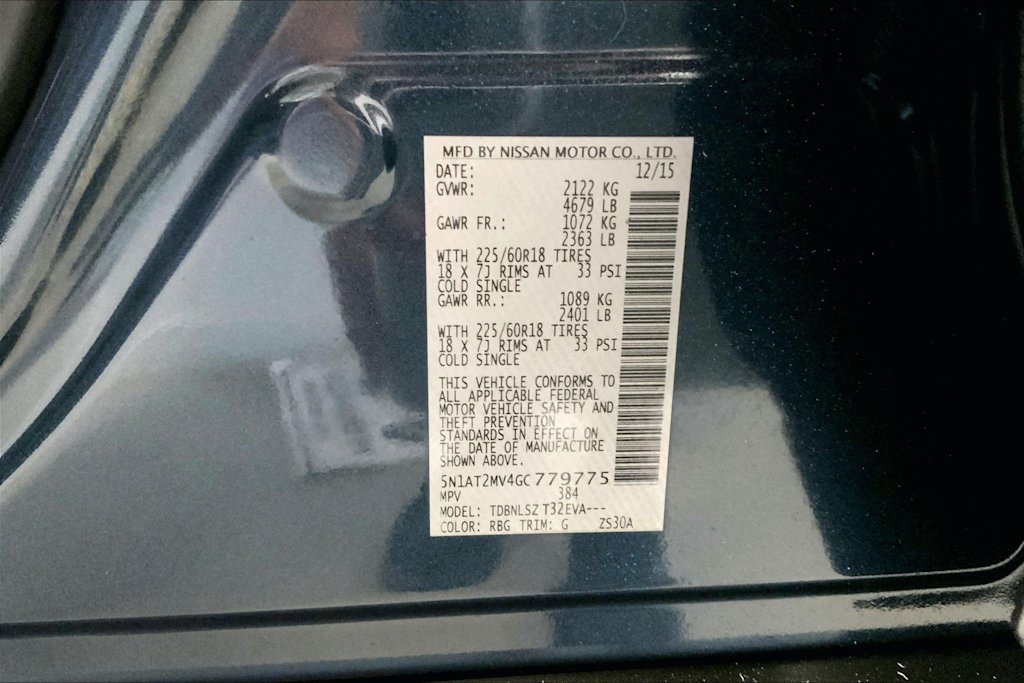 MFD BY NISSAN MOTOR CO., LTD.
DATE: 12/15
GVWR: 2122 KG
4679 LB
GAWR FR.: 1072 KG
2363 LB
WITH 225/60R18 TIRES
18 X 7J RIMS AT 33 PSI
COLD SINGLE
GAWR RR.: 1089 KG
2401 LB
WITH 225/60R18 TIRES
18 X 7J RIMS AT 33 PSI
COLD SINGLE
THIS VEHICLE CONFORMS TO
ALL APPLICABLE FEDERAL
MOTOR VEHICLE SAFETY AND
THEFT PREVENTION
STANDARDS IN EFFECT ON
THE DATE OF MANUFACTURE
SHOWN ABOVE.
5N1AT2MV4GC779775
MPV 384
MODEL: TDBNLSZ T32EVA---
COLOR: RBG TRIM: G ZS30A